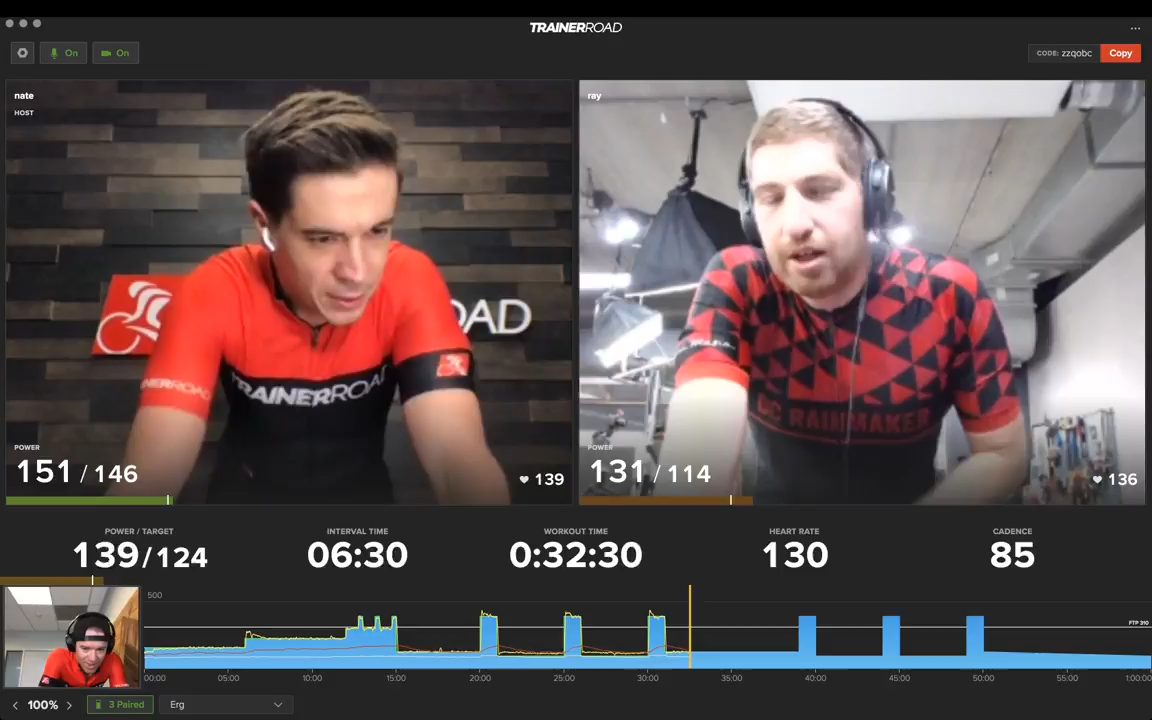 TRAINERROAD
...
On
On
CODE: zzqobc
Copy
nate
HOST
ray
ROAD
TRAINERROAD
TRAINERROAD
DC RAINMAKER
POWER
151 / 146
139
POWER
131 / 114
136
POWER / TARGET
139/124
INTERVAL TIME
06:30
WORKOUT TIME
0:32:30
HEART RATE
130
CADENCE
85
500
FTP 310
00:00
05:00
10:00
15:00
20:00
25:00
30:00
35:00
40:00
45:00
50:00
55:00
1:00:00
< 100% >
3 Paired
Erg